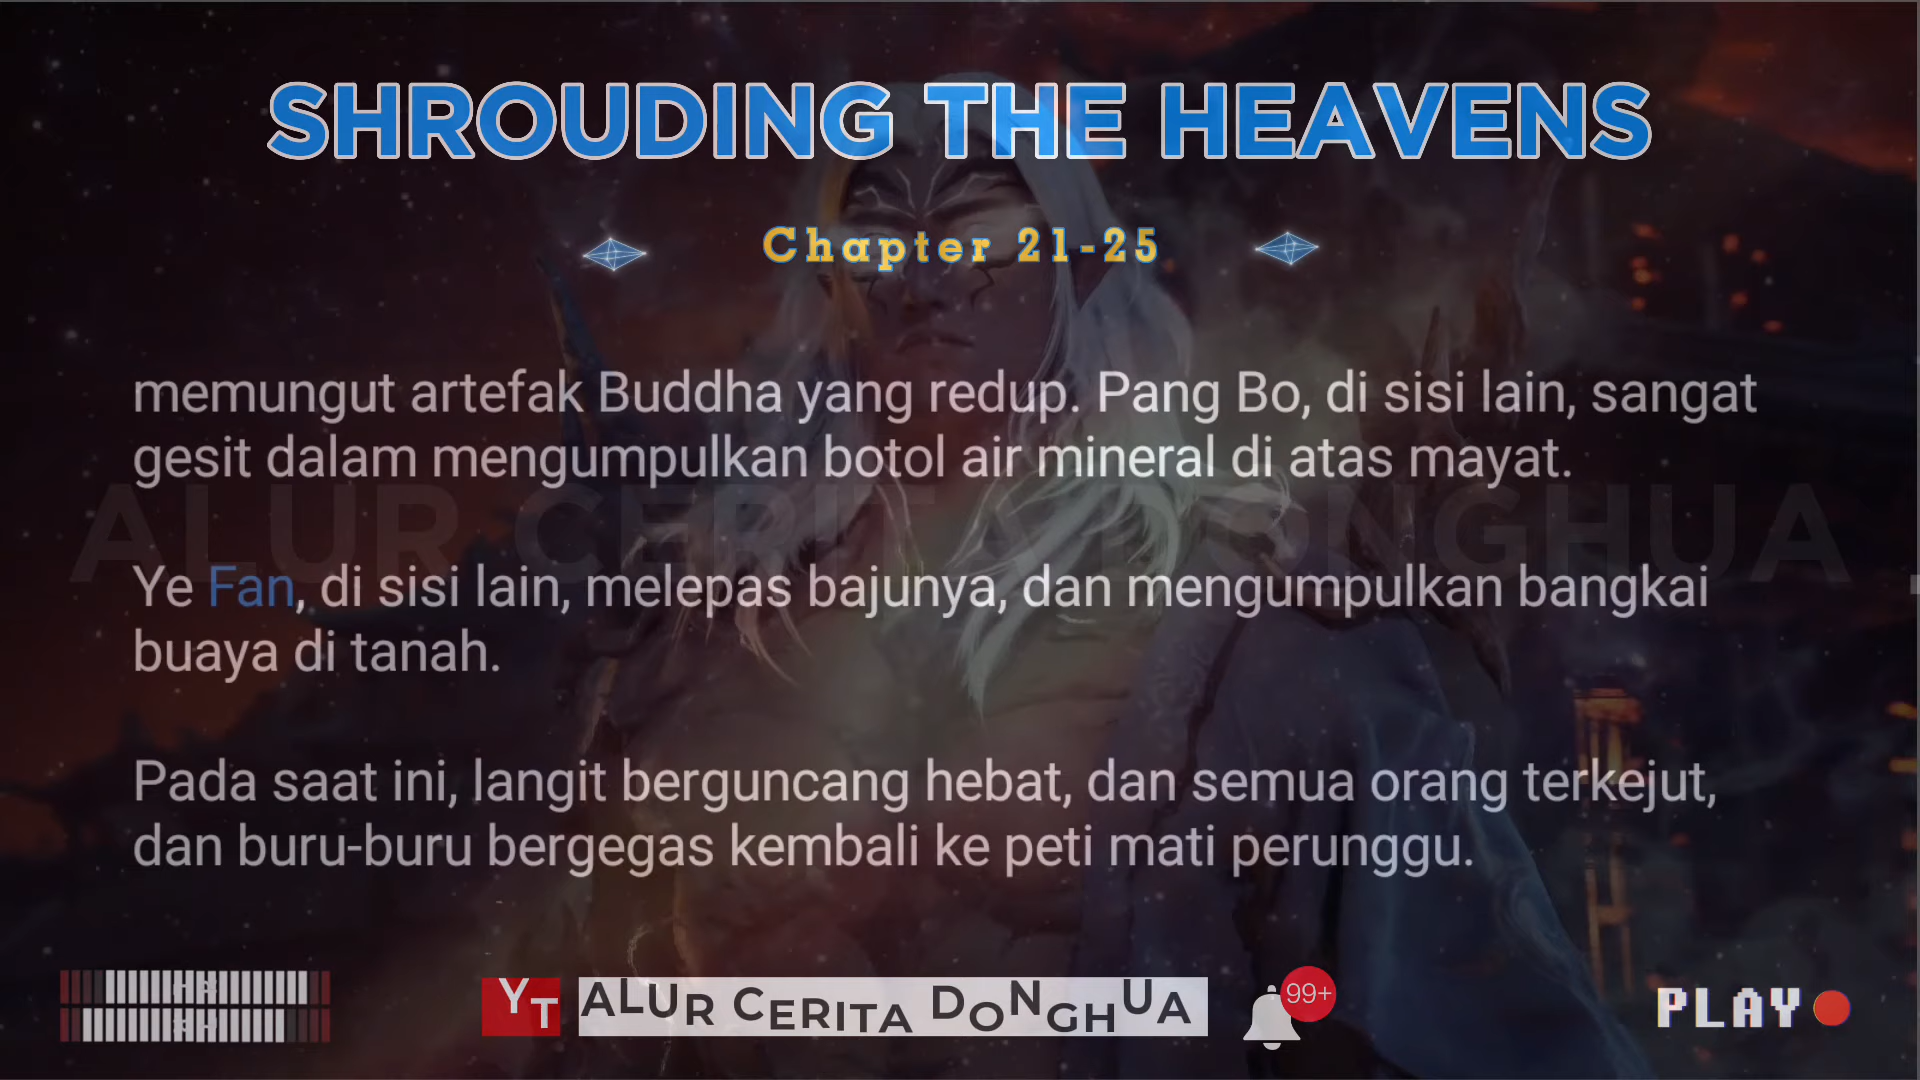 SHROUDING THE HEAVENS
Chapter 21-25
memungut artefak Buddha yang redup. Pang Bo, di sisi lain, sangat
gesit dalam mengumpulkan botol air mineral di atas mayat.
ALUR CERITA DONGHUA
Ye Fan, di sisi lain, melepas bajunya, dan mengumpulkan bangkai
buaya di tanah.
Pada saat ini, langit berguncang hebat, dan semua orang terkejut,
dan buru-buru bergegas kembali ke peti mati perunggu.
YT ALUR CERITA DONGHUA
99+
PLAY